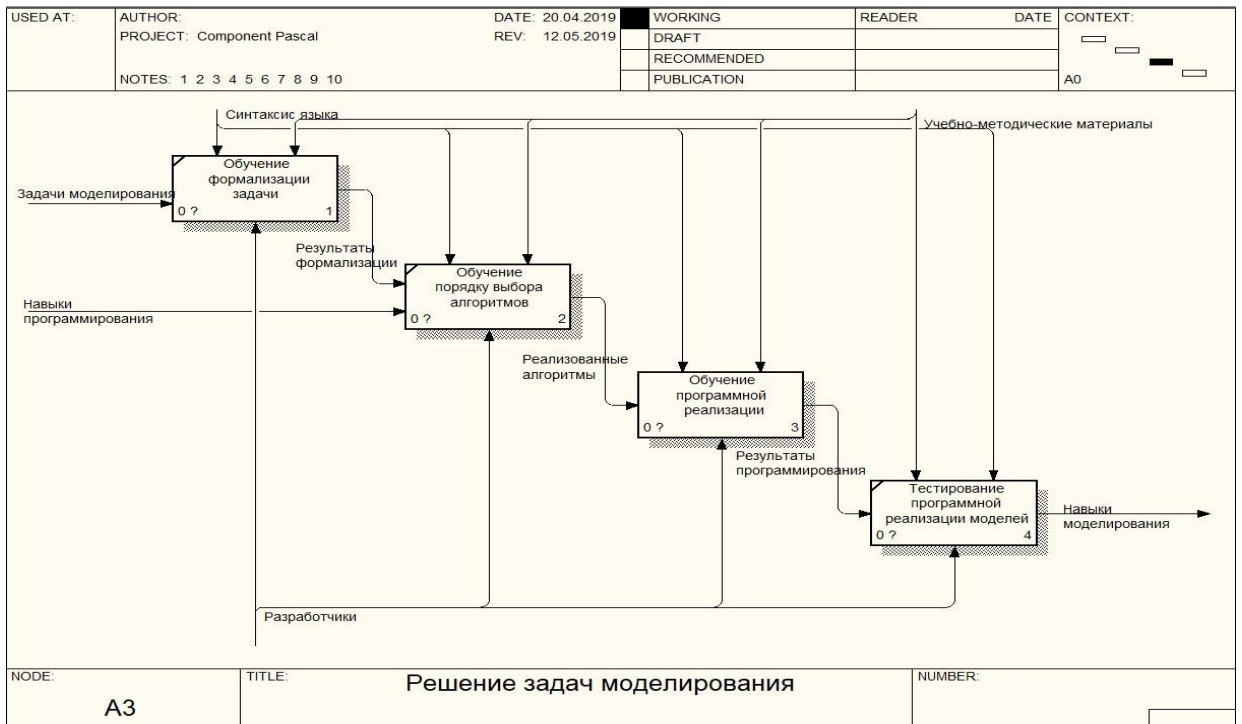 USED AT:
AUTHOR:
DATE: 20.04.2019
WORKING
READER
DATE
CONTEXT:
PROJECT: Component Pascal
REV: 12.05.2019
DRAFT
RECOMMENDED
NOTES: 1 2 3 4 5 6 7 8 9 10
PUBLICATION
A0
Синтаксис языка
Учебно-методические материалы
Обучение
формализации
задачи
0 ?
1
Задачи моделирования
Результаты
формализации
Обучение
порядку выбора
алгоритмов
0 ?
2
Навыки
программирования
Реализованные
алгоритмы
Обучение
программной
реализации
0 ?
3
Результаты
программирования
Тестирование
программной
реализации моделей
0 ?
4
Навыки
моделирования
Разработчики
NODE:
TITLE:
NUMBER:
A3
Решение задач моделирования